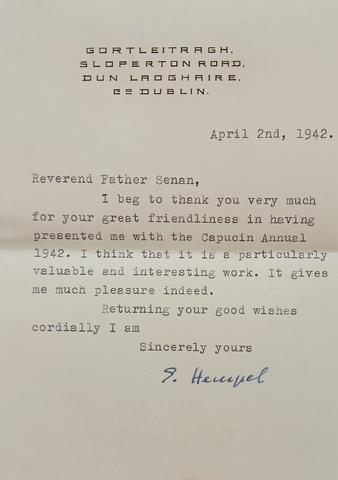 GORTLEITRAGH,
SLOPERTON ROAD,
DUN LAOGHAIRE,
Co DUBLIN.
April 2nd, 1942.
Reverend Father Senan,
I beg to thank you very much
for your great friendliness in having
presented me with the Capucin Annual
1942. I think that it is a particularly
valuable and interesting work. It gives
me much pleasure indeed.
Returning your good wishes
cordially I am
Sincerely yours
E. Hempel